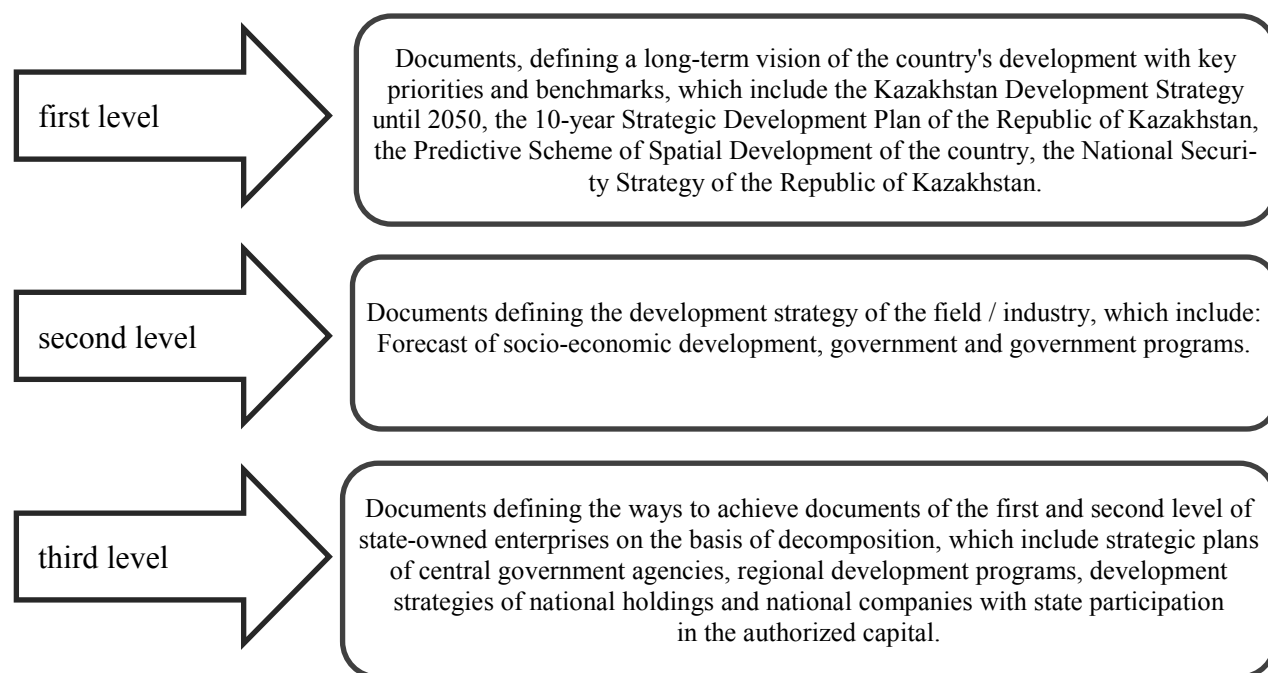 first level
Documents, defining a long-term vision of the country's development with key
priorities and benchmarks, which include the Kazakhstan Development Strategy
until 2050, the 10-year Strategic Development Plan of the Republic of Kazakhstan,
the Predictive Scheme of Spatial Development of the country, the National Securi-
ty Strategy of the Republic of Kazakhstan.
second level
Documents defining the development strategy of the field / industry, which include:
Forecast of socio-economic development, government and government programs.
third level
Documents defining the ways to achieve documents of the first and second level of
state-owned enterprises on the basis of decomposition, which include strategic plans
of central government agencies, regional development programs, development
strategies of national holdings and national companies with state participation
in the authorized capital.